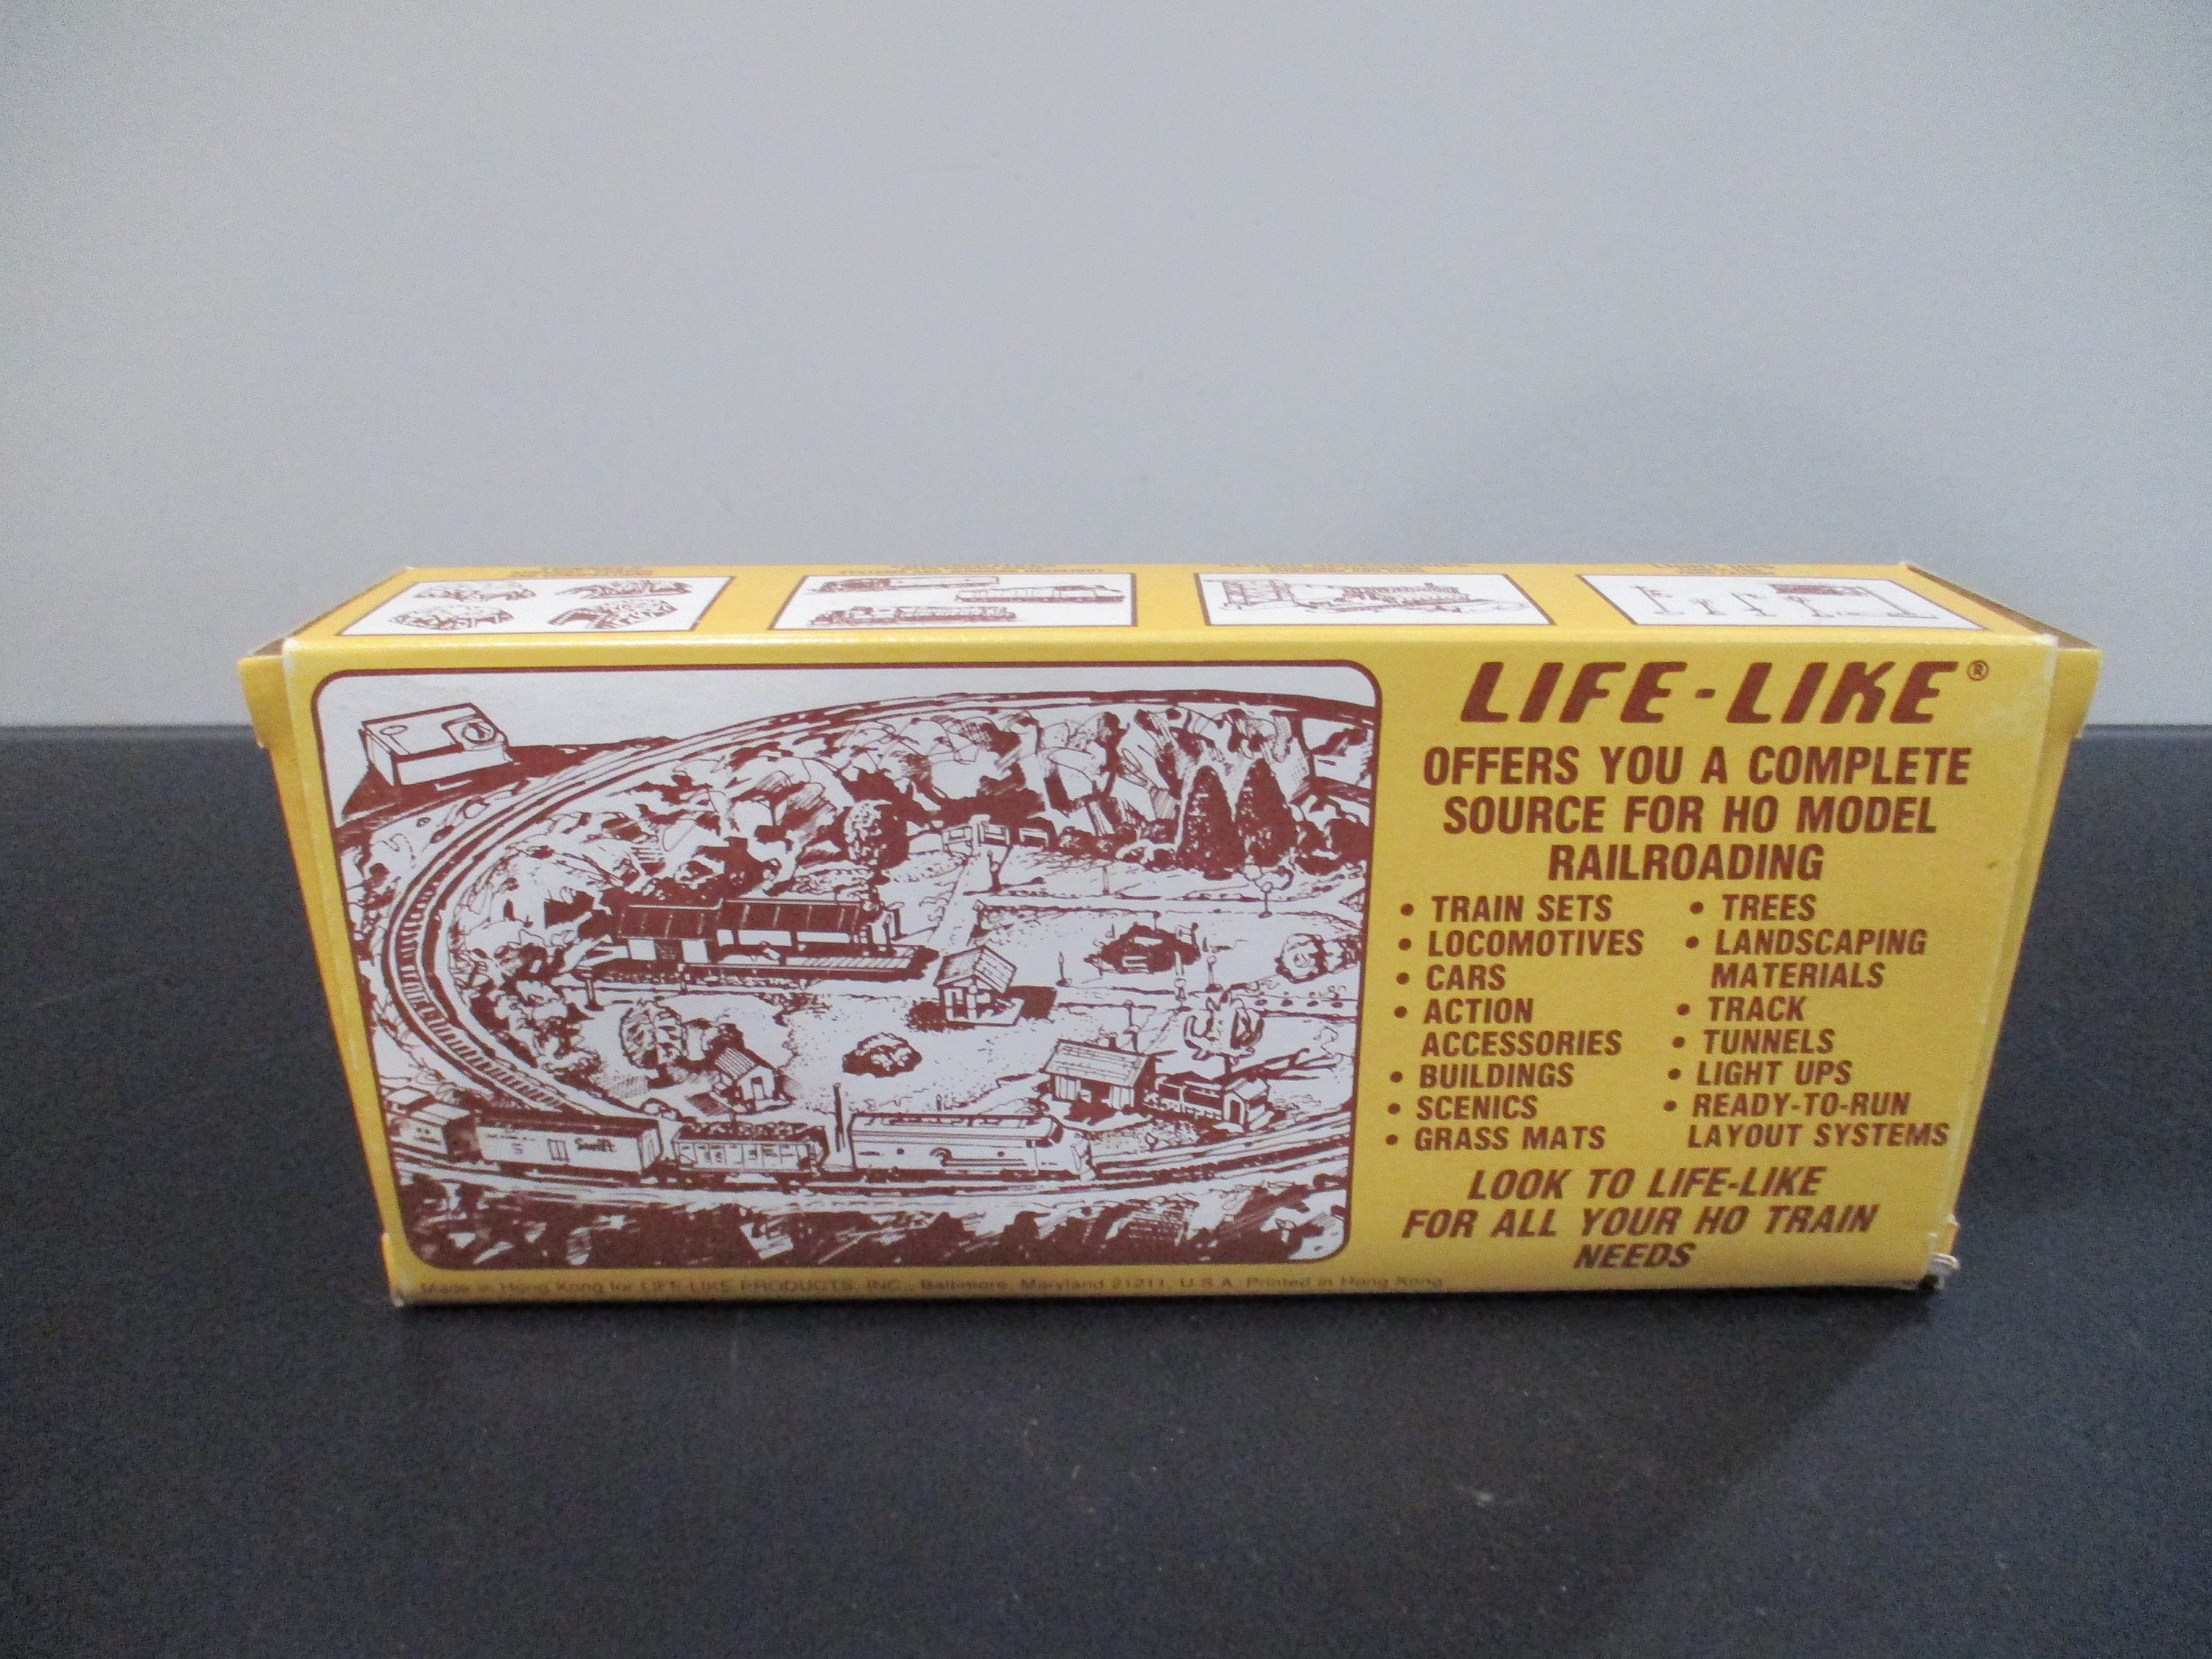 LIFE-LIKE®
OFFERS YOU A COMPLETE
SOURCE FOR HO MODEL
RAILROADING
• TRAIN SETS
• LOCOMOTIVES
• CARS
• ACTION
ACCESSORIES
• BUILDINGS
• SCENICS
• GRASS MATS
• TREES
• LANDSCAPING
MATERIALS
• TRACK
• TUNNELS
• LIGHT UPS
• READY-TO-RUN
LAYOUT SYSTEMS
LOOK TO LIFE-LIKE
FOR ALL YOUR HO TRAIN
NEEDS
Swift
Made in Hong Kong for LIFE-LIKE PRODUCTS, INC., Baltimore, Maryland 21211, U.S.A. Printed in Hong Kong